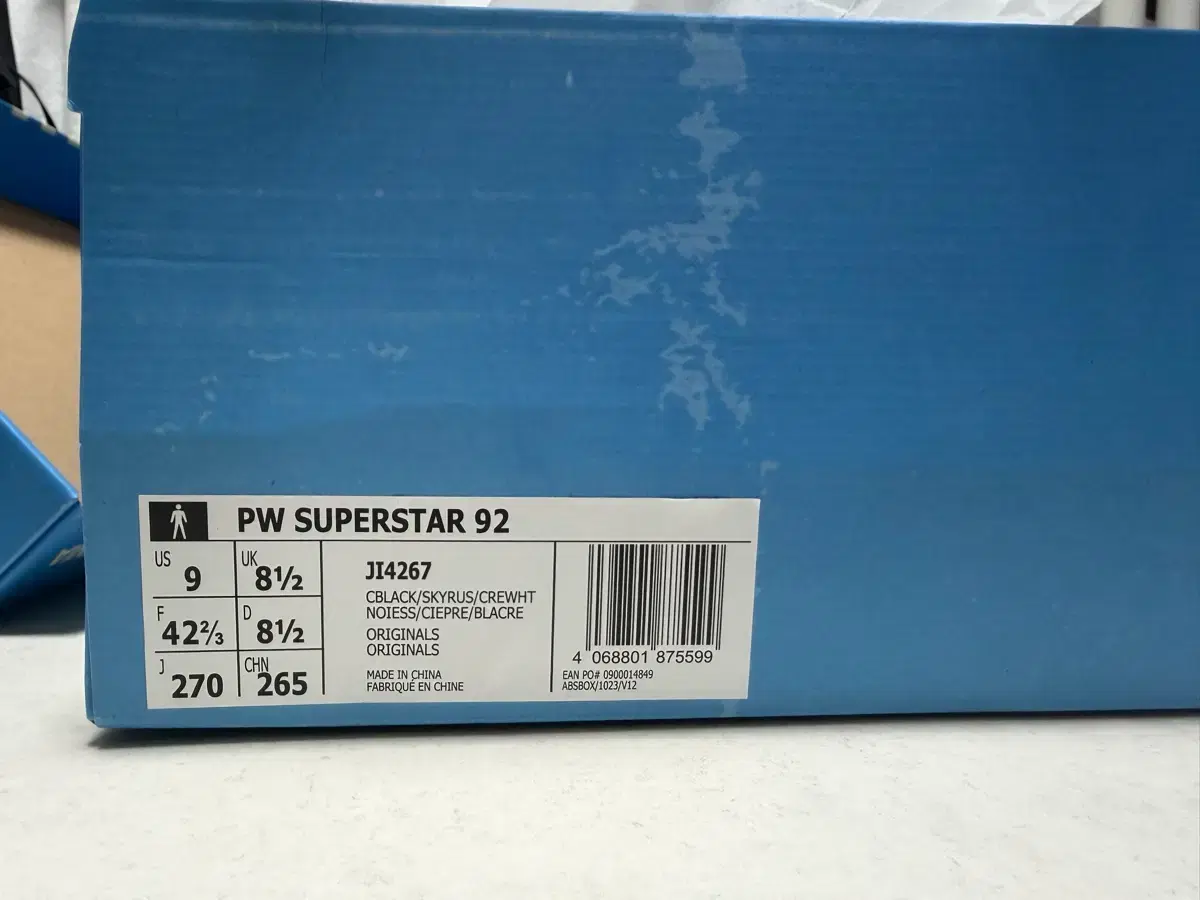 PW SUPERSTAR 92
US 9
UK 8½
F 42⅔
D 8½
J 270
CHN 265
JI4267
CBLACK/SKYRUS/CREWHT
NOIESS/CIEPRE/BLACRE
ORIGINALS
ORIGINALS
MADE IN CHINA
FABRIQUÉ EN CHINE
4 068801 875599
EAN PO# 0900014849
ABSBOX/1023/V12